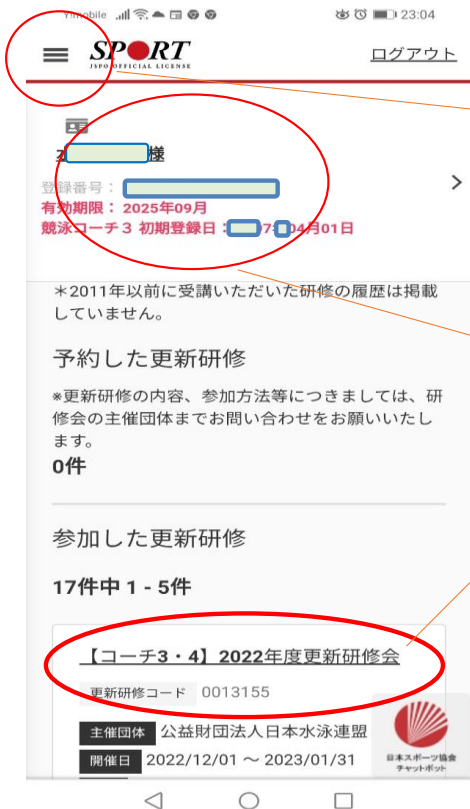 Y!mobile
23:04
SPORT
JSPO OFFICIAL LICENSE
ログアウト
様
登録番号：
有効期限： 2025年09月
競泳コーチ３ 初期登録日： 7 04月01日
＊2011年以前に受講いただいた研修の履歴は掲載
していません。
予約した更新研修
※更新研修の内容、参加方法等につきましては、研
修会の主催団体までお問い合わせをお願いいたし
ます。
0件
参加した更新研修
17件中 1 - 5件
【コーチ3・4】2022年度更新研修会
更新研修コード 0013155
主催団体 公益財団法人日本水泳連盟
開催日 2022/12/01 ～ 2023/01/31
日本スポーツ協会
チャットボット